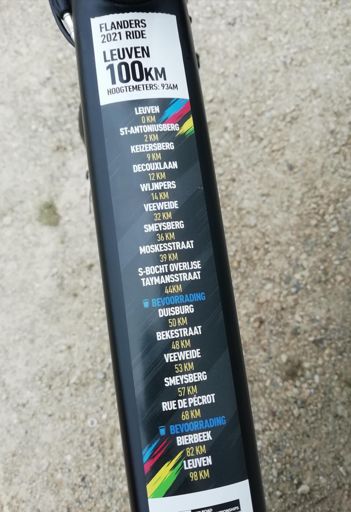 FLANDERS
2021 RIDE
LEUVEN
100KM
HOOGTEMETERS: 934M
LEUVEN
0 KM
ST-ANTONIUSBERG
2 KM
KEIZERSBERG
9 KM
DECOUXLAAN
12 KM
WIJNPERS
14 KM
VEEWEIDE
32 KM
SMEYSBERG
36 KM
MOSKESSTRAAT
39 KM
S-BOCHT OVERIJSE
TAYMANSSTRAAT
44KM
BEVOORRADING
DUISBURG
50 KM
BEKESTRAAT
48 KM
VEEWEIDE
53 KM
SMEYSBERG
57 KM
RUE DE PÉCROT
68 KM
BEVOORRADING
BIERBEEK
82 KM
LEUVEN
98 KM